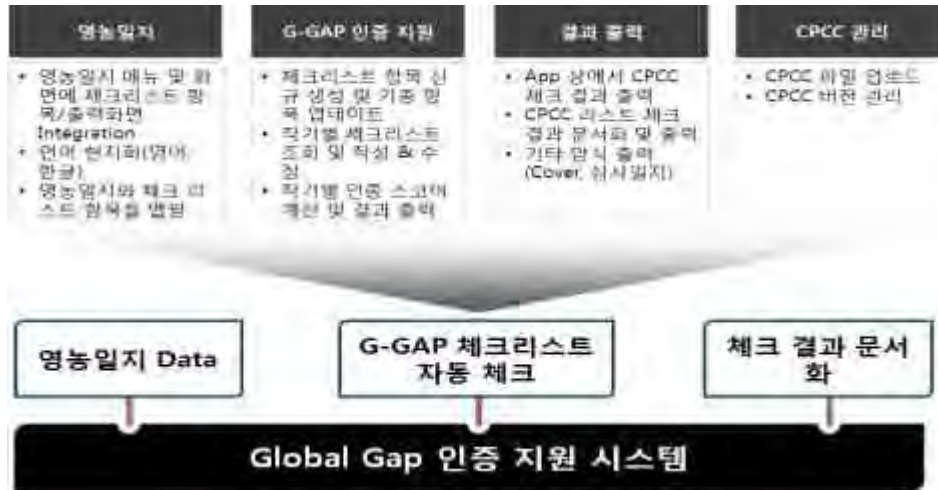 영농일지
• 영농일지 메뉴 및 화
면에 체크리스트 항
목/출력화면
Integration
• 언어 현지화(영어,
한글)
• 영농일지와 체크 리
스트 항목들 맵핑
G-GAP 인증 지원
• 체크리스트 항목 신
규 생성 및 기존 항
목 업데이트
• 작기별 체크리스트
조회 및 작성 & 수
정
• 작기별 인증 스코어
계산 및 결과 출력
결과 출력
• App 상에서 CPCC
체크 결과 출력
• CPCC 리스트 체크
결과 문서화 및 출력
• 기타 양식 출력
(Cover, 심사일지)
CPCC 관리
• CPCC 파일 업로드
• CPCC 버전 관리
영농일지 Data
G-GAP 체크리스트
자동 체크
체크 결과 문서
화
Global Gap 인증 지원 시스템